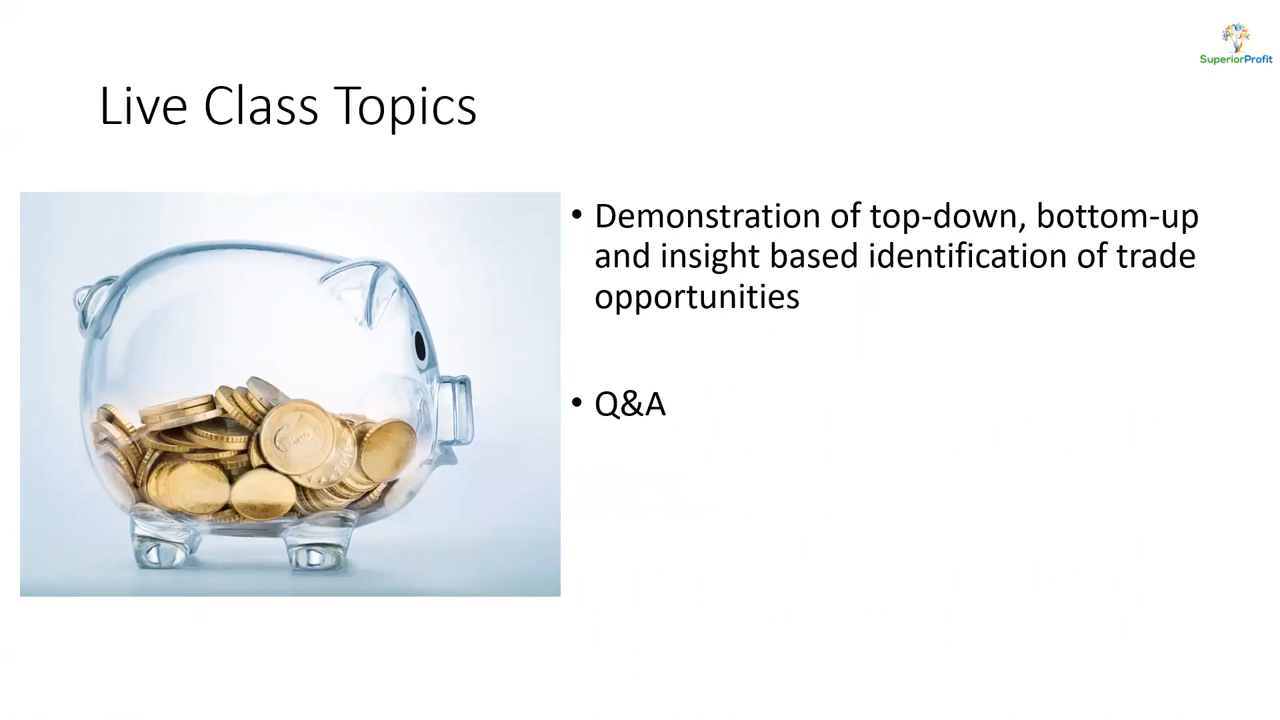 SuperiorProfit
Live Class Topics
• Demonstration of top-down, bottom-up
and insight based identification of trade
opportunities
• Q&A